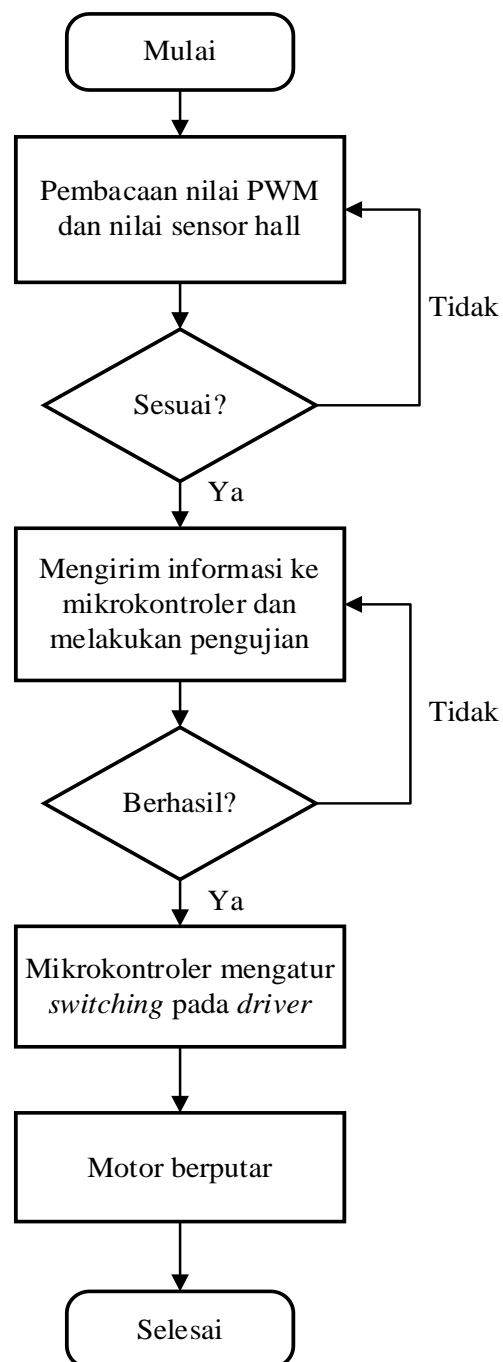 Mulai
Pembacaan nilai PWM
dan nilai sensor hall
Tidak
Sesuai?
Ya
Mengirim informasi ke
mikrokontroler dan
melakukan pengujian
Tidak
Berhasil?
Ya
Mikrokontroler mengatur
switching pada driver
Motor berputar
Selesai